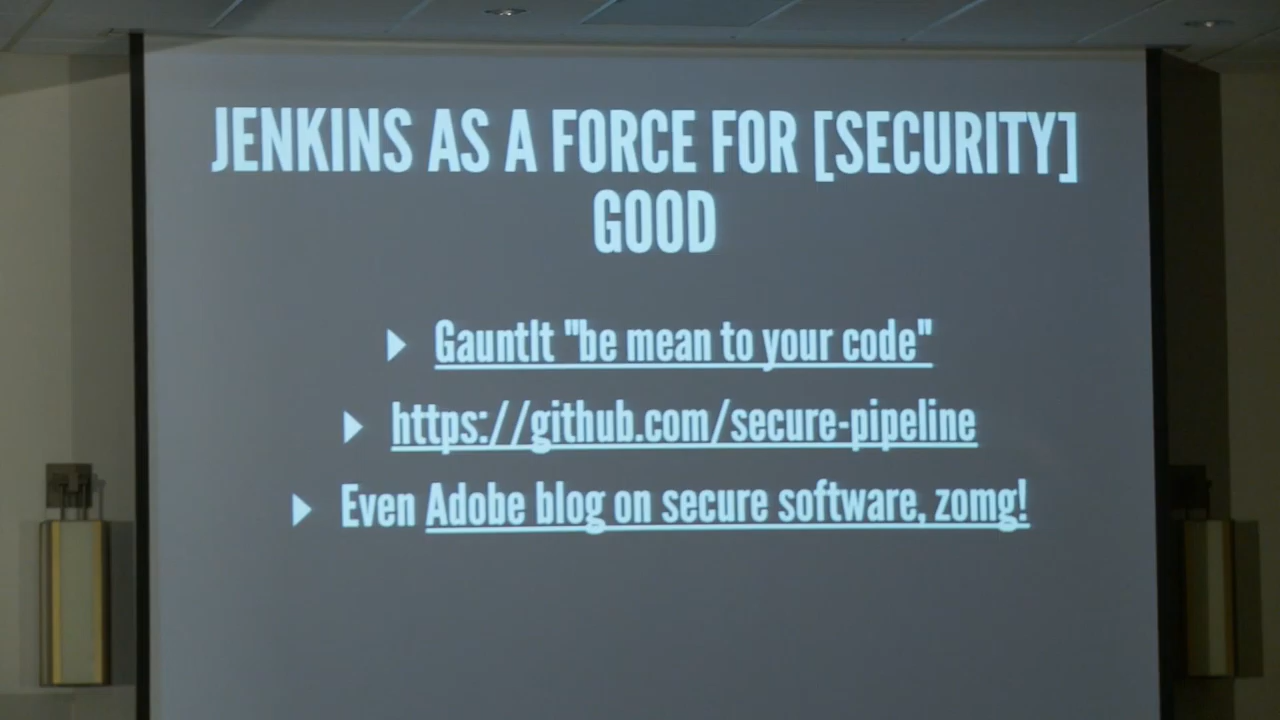 JENKINS AS A FORCE FOR [SECURITY]
GOOD
Gauntlt "be mean to your code"
https://github.com/secure-pipeline
Even Adobe blog on secure software, zomg!